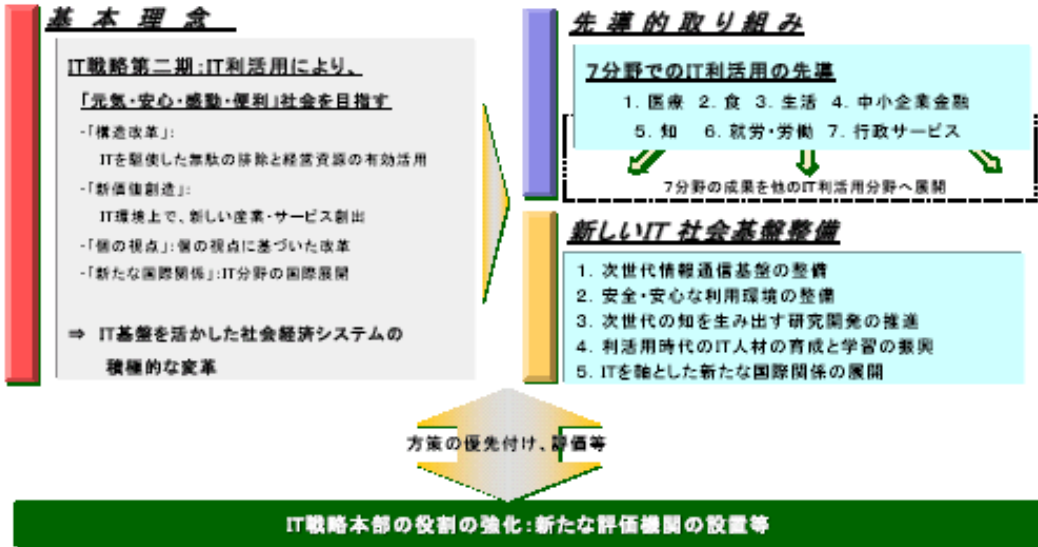 基本理念
IT戦略第二期:IT利活用により、
「元気・安心・感動・便利」社会を目指す
-「構造改革」:
ITを駆使した無駄の排除と経営資源の有効活用
-「新価値創造」:
IT環境上で、新しい産業・サービス創出
-「個の視点」:個の視点に基づいた改革
-「新たな国際関係」:IT分野の国際展開
⇒ IT基盤を活かした社会経済システムの
積極的な変革
先導的取り組み
7分野でのIT利活用の先導
1. 医療 2. 食 3. 生活 4. 中小企業金融
5. 知 6. 就労・労働 7. 行政サービス
7分野の成果を他のIT利活用分野へ展開
新しいIT社会基盤整備
1. 次世代情報通信基盤の整備
2. 安全・安心な利用環境の整備
3. 次世代の知を生み出す研究開発の推進
4. 利活用時代のIT人材の育成と学習の振興
5. ITを軸とした新たな国際関係の展開
方策の優先付け、評価等
IT戦略本部の役割の強化:新たな評価機関の設置等